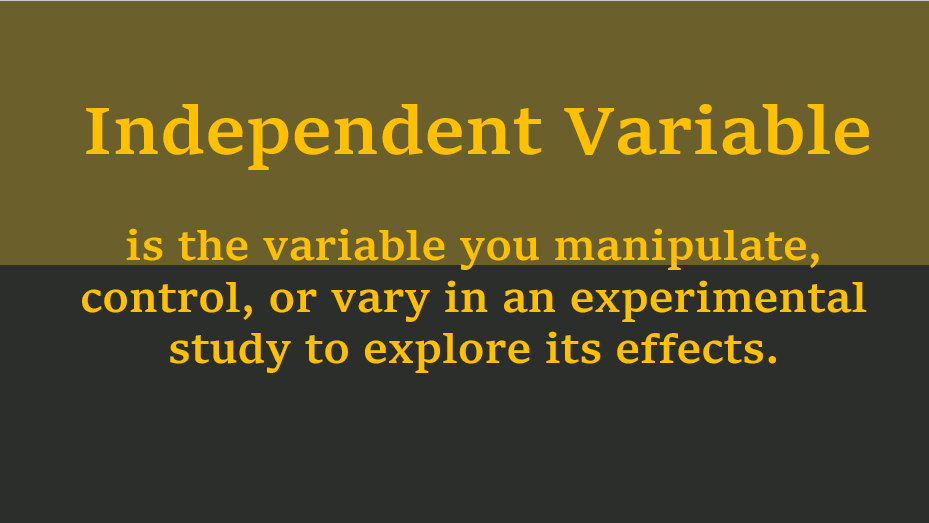 Independent Variable
is the variable you manipulate,
control, or vary in an experimental
study to explore its effects.